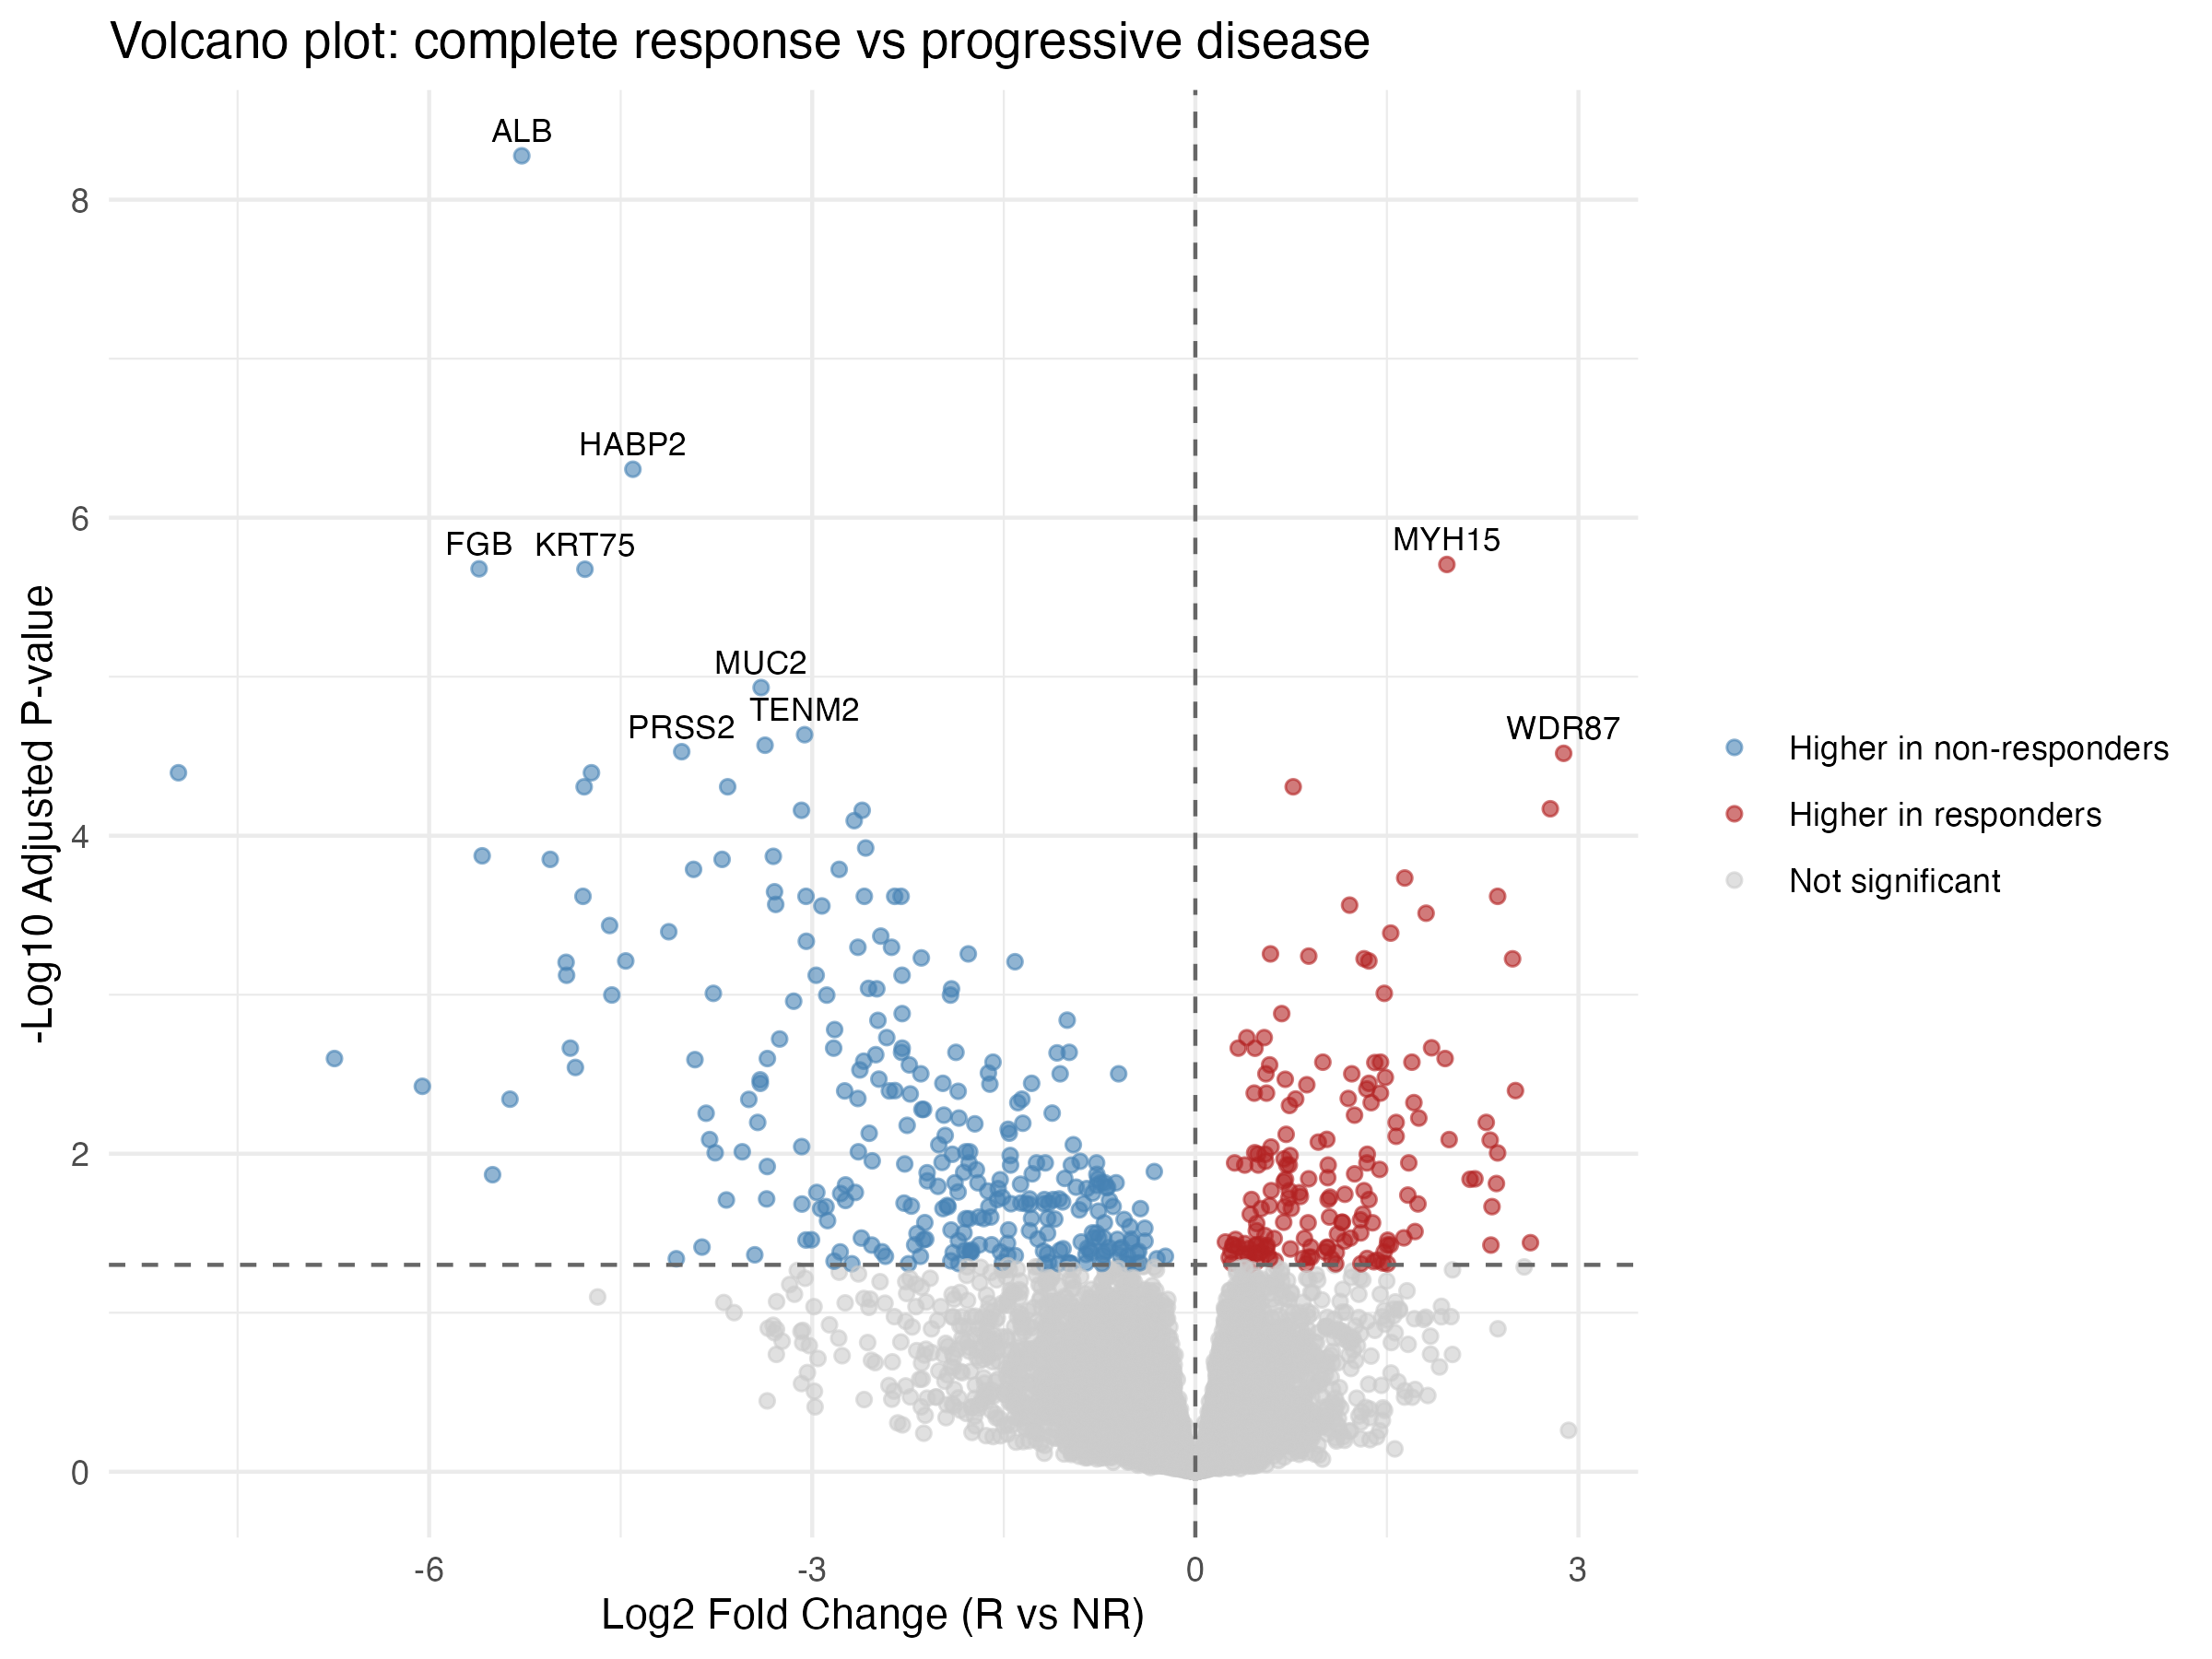 Volcano plot: complete response vs progressive disease
ALB
8
HABP2
6
FGB
KRT75
MYH15
MUC2
TENM2
PRSS2
WDR87
Higher in non-responders
Higher in responders
Not significant
4
2
0
-Log10 Adjusted P-value
-6
-3
0
3
Log2 Fold Change (R vs NR)